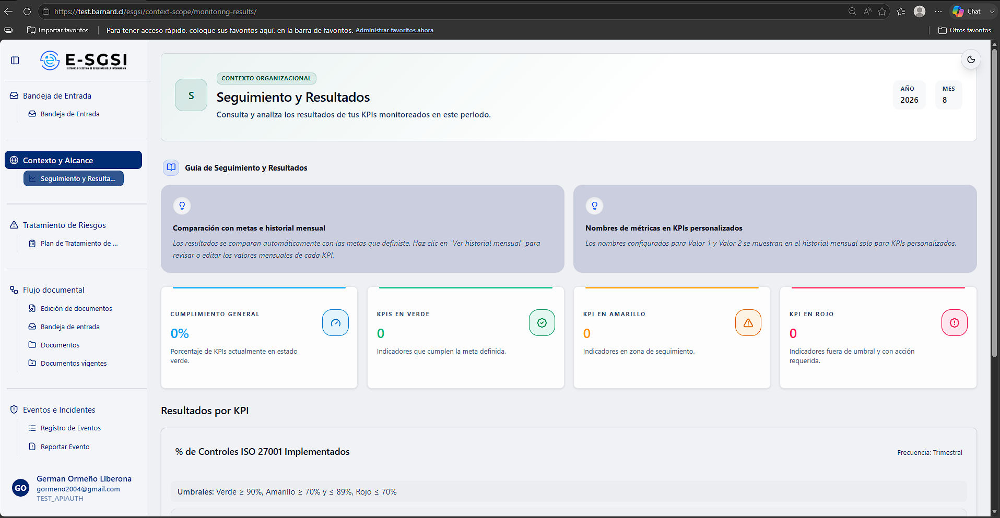 https://test.barnard.cl/esgsi/context-scope/monitoring-results/
Chat
Importar favoritos
Para tener acceso rápido, coloque sus favoritos aquí, en la barra de favoritos. Administrar favoritos ahora
Otros favoritos
E-SGSI
SISTEMAS DE GESTIÓN DE SEGURIDAD DE LA INFORMACIÓN
Bandeja de Entrada
Bandeja de Entrada
Contexto y Alcance
Seguimiento y Resulta...
Tratamiento de Riesgos
Plan de Tratamiento de ...
Flujo documental
Edición de documentos
Bandeja de entrada
Documentos
Documentos vigentes
Eventos e Incidentes
Registro de Eventos
Reportar Evento
GO
German Ormeño Liberona
gormeno2004@gmail.com
TEST_APIAUTH
S
CONTEXTO ORGANIZACIONAL
Seguimiento y Resultados
Consulta y analiza los resultados de tus KPIs monitoreados en este periodo.
AÑO
2026
MES
8
Guía de Seguimiento y Resultados
Comparación con metas e historial mensual
Los resultados se comparan automáticamente con las metas que definiste. Haz clic en "Ver historial mensual" para
revisar o editar los valores mensuales de cada KPI.
Nombres de métricas en KPIs personalizados
Los nombres configurados para Valor 1 y Valor 2 se muestran en el historial mensual solo para KPIs personalizados.
CUMPLIMIENTO GENERAL
0%
Porcentaje de KPIs actualmente en estado
verde.
KPIS EN VERDE
0
Indicadores que cumplen la meta definida.
KPI EN AMARILLO
0
Indicadores en zona de seguimiento.
KPI EN ROJO
0
Indicadores fuera de umbral y con acción
requerida.
Resultados por KPI
% de Controles ISO 27001 Implementados
Frecuencia: Trimestral
Umbrales: Verde ≥ 90%, Amarillo ≥ 70% y ≤ 89%, Rojo ≤ 70%